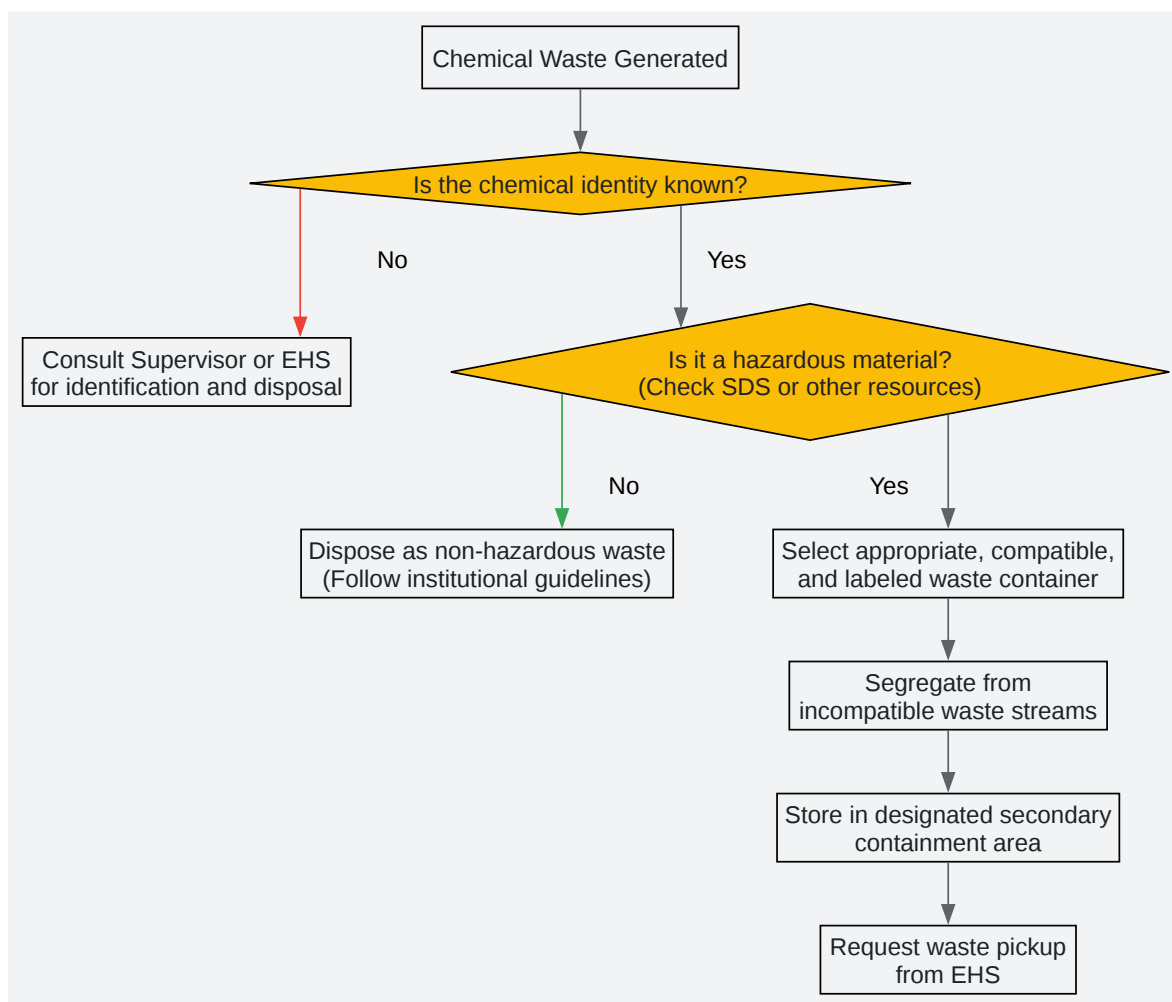 Chemical Waste Generated
Is the chemical identity known?
No
Yes
Consult Supervisor or EHS
for identification and disposal
Is it a hazardous material?
(Check SDS or other resources)
No
Yes
Dispose as non-hazardous waste
(Follow institutional guidelines)
Select appropriate, compatible,
and labeled waste container
Segregate from
incompatible waste streams
Store in designated secondary
containment area
Request waste pickup
from EHS